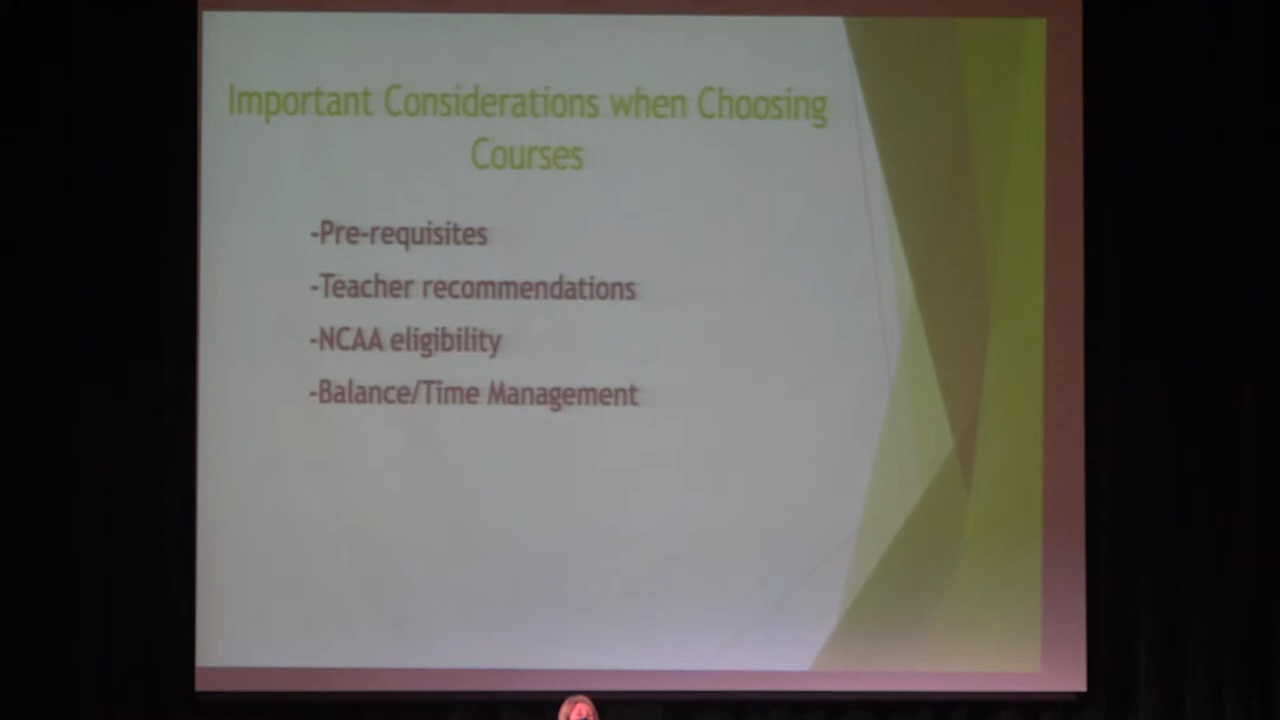 Important Considerations when Choosing
Courses
-Pre-requisites
-Teacher recommendations
-NCAA eligibility
-Balance/Time Management